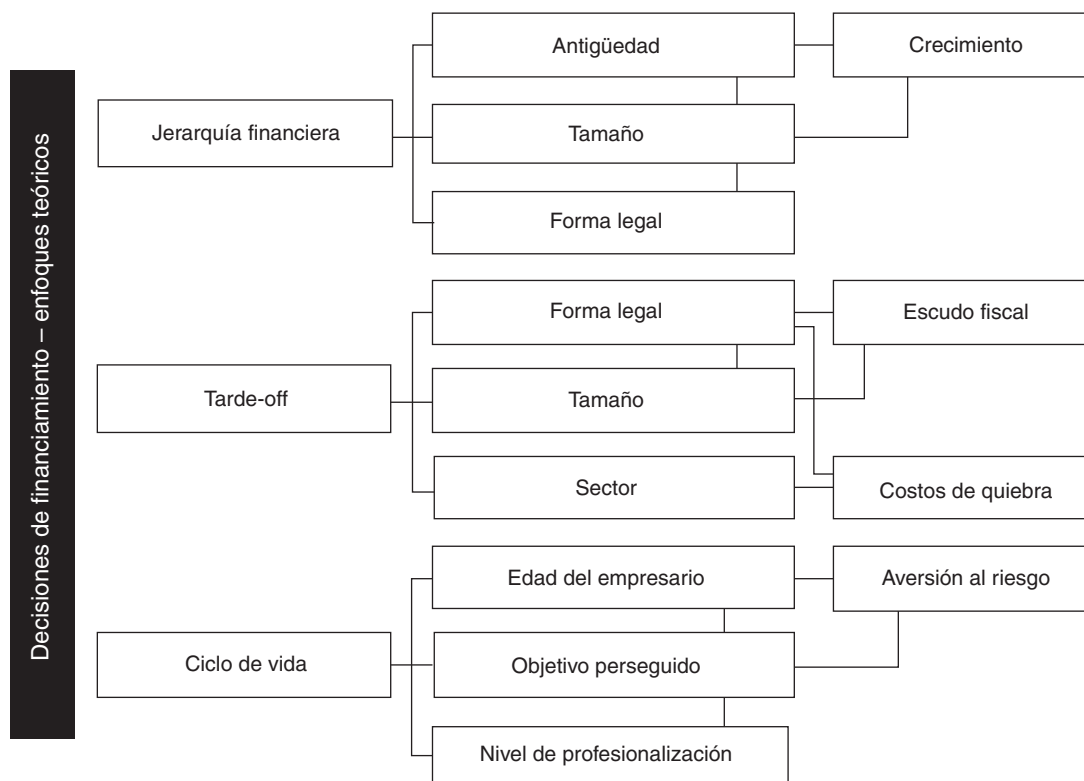 Decisiones de financiamiento – enfoques teóricos
Jerarquía financiera
Antigüedad
Crecimiento
Tamaño
Forma legal
Tarde-off
Forma legal
Escudo fiscal
Tamaño
Sector
Costos de quiebra
Ciclo de vida
Edad del empresario
Aversión al riesgo
Objetivo perseguido
Nivel de profesionalización